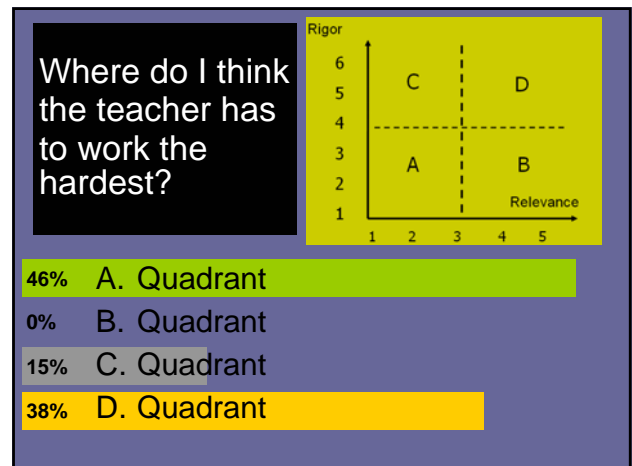 Where do I think
the teacher has
to work the
hardest?
Rigor
6
5
4
3
2
1
C
D
A
B
Relevance
1 2 3 4 5
46% A. Quadrant
0% B. Quadrant
15% C. Quadrant
38% D. Quadrant